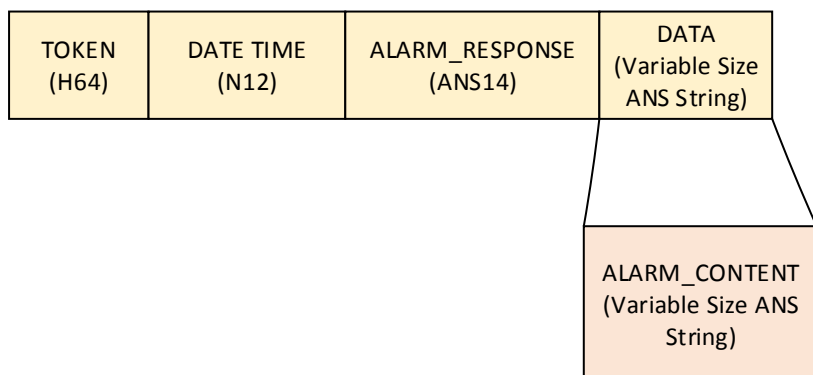 TOKEN
(H64)
DATE TIME
(N12)
ALARM_RESPONSE
(ANS14)
DATA
(Variable Size
ANS String)
ALARM_CONTENT
(Variable Size ANS
String)